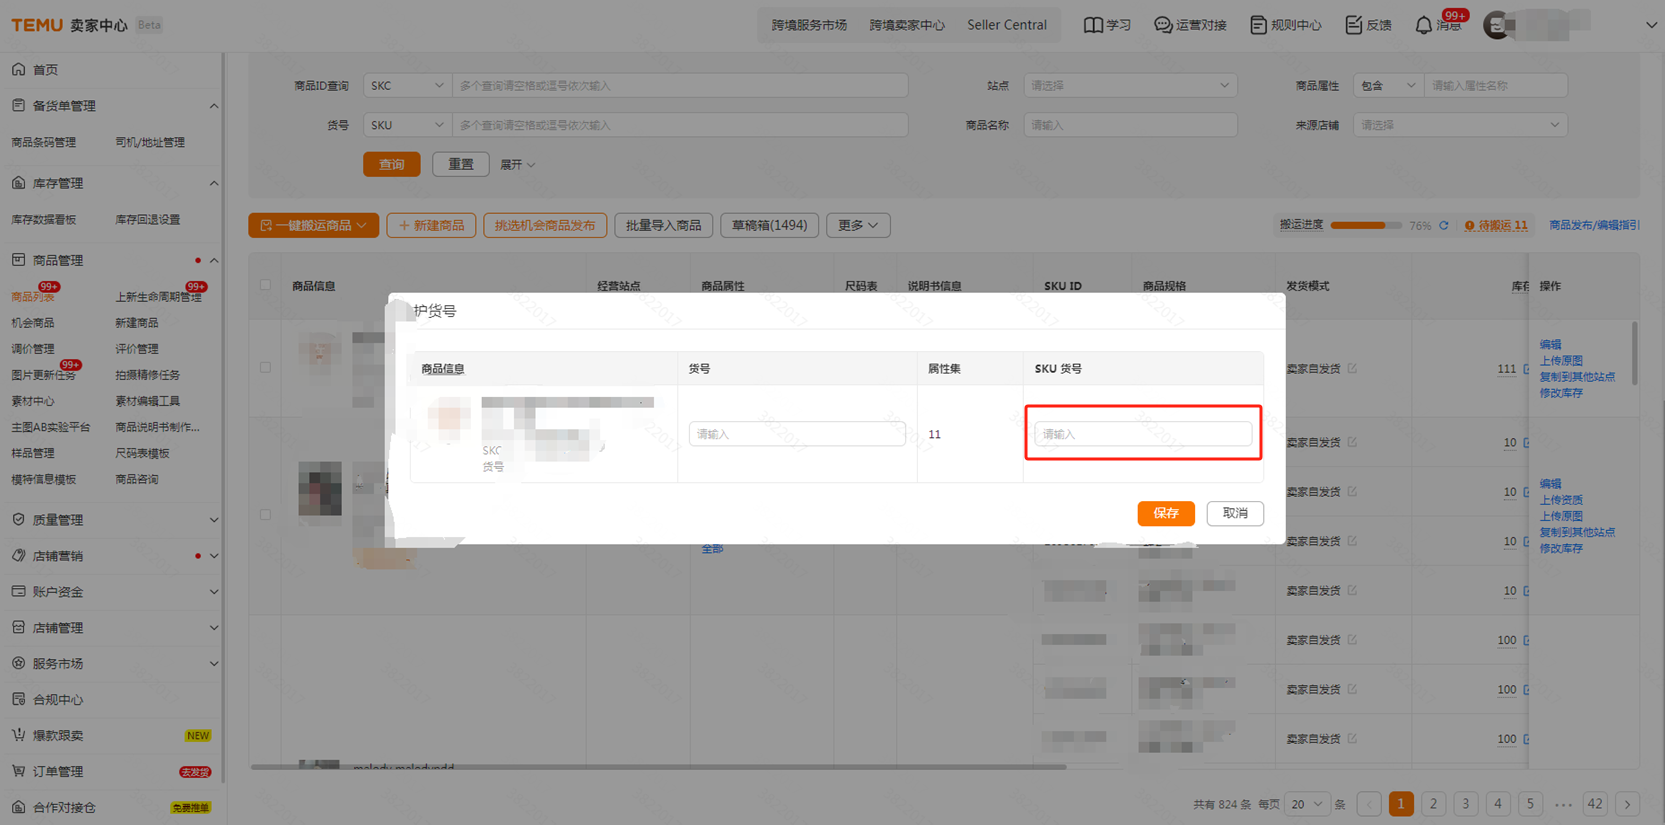 TEMU 卖家中心 Beta
跨境服务市场 跨境卖家中心 Seller Central 学习 运营对接 规则中心 反馈 消息 99+
首页
备货单管理
商品条码管理 司机/地址管理
库存管理
库存数据看板 库存回退设置
商品管理
商品列表 99+ 上新生命周期管理 99+
机会商品 新建商品
调价管理 评价管理
图片更新任务 99+ 拍摄精修任务
素材中心 素材编辑工具
主图AB实验平台 商品说明书制作...
样品管理 尺码表模板
模特信息模板 商品咨询
质量管理
店铺营销
账户资金
店铺管理
服务市场
合规中心
爆款跟卖 NEW
订单管理 去发货
合作对接仓 免费推单
商品ID查询 SKC 多个查询请空格或逗号依次输入 站点 请选择 商品属性 包含 请输入属性名称
货号 SKU 多个查询请空格或逗号依次输入 商品名称 请输入 来源店铺 请选择
查询 重置 展开
一键搬运商品 + 新建商品 挑选机会商品发布 批量导入商品 草稿箱(1494) 更多 搬运进度 76% 待搬运 11 商品发布/编辑指引
商品信息 经营站点 商品属性 尺码表 说明书信息 SKU ID 商品规格 发货模式 库存 操作
护货号
商品信息 货号 属性集 SKU 货号
SKC
货号
请输入 11 请输入
保存 取消
全部
卖家自发货 111
编辑
上传原图
复制到其他站点
修改库存
卖家自发货 10
卖家自发货 10
编辑
上传资质
上传原图
复制到其他站点
修改库存
卖家自发货 10
卖家自发货 10
卖家自发货 100
卖家自发货 100
卖家自发货 100
共有 824 条 每页 20 条 < 1 2 3 4 5 ••• 42 >
3822017